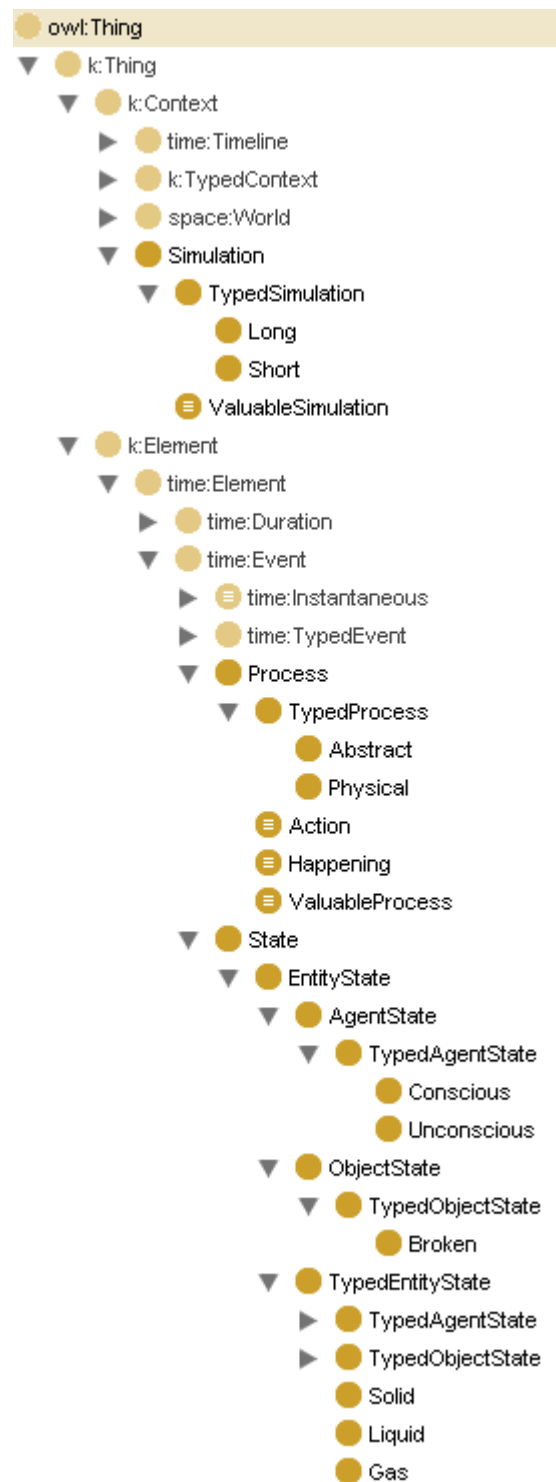 owl:Thing
k:Thing
k:Context
time:Timeline
k:TypedContext
space:World
Simulation
TypedSimulation
Long
Short
ValuableSimulation
k:Element
time:Element
time:Duration
time:Event
time:Instantaneous
time:TypedEvent
Process
TypedProcess
Abstract
Physical
Action
Happening
ValuableProcess
State
EntityState
AgentState
TypedAgentState
Conscious
Unconscious
ObjectState
TypedObjectState
Broken
TypedEntityState
TypedAgentState
TypedObjectState
Solid
Liquid
Gas